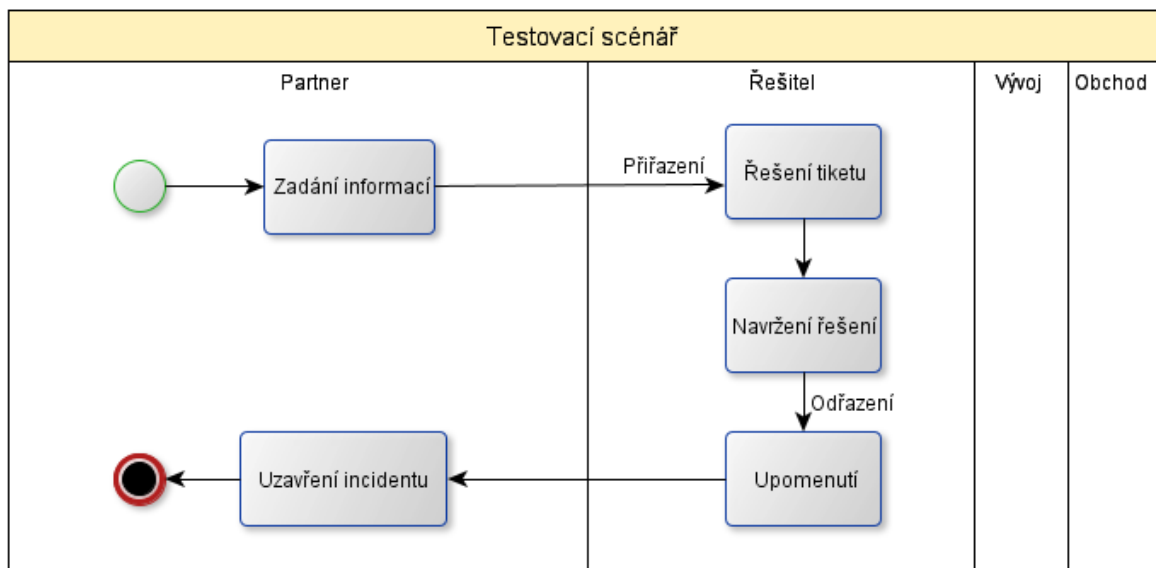 Testovací scénář
Partner
Řešitel
Vývoj
Obchod
Zadání informací
Přiřazení
Řešení tiketu
Navržení řešení
Odřazení
Uzavření incidentu
Upomenutí